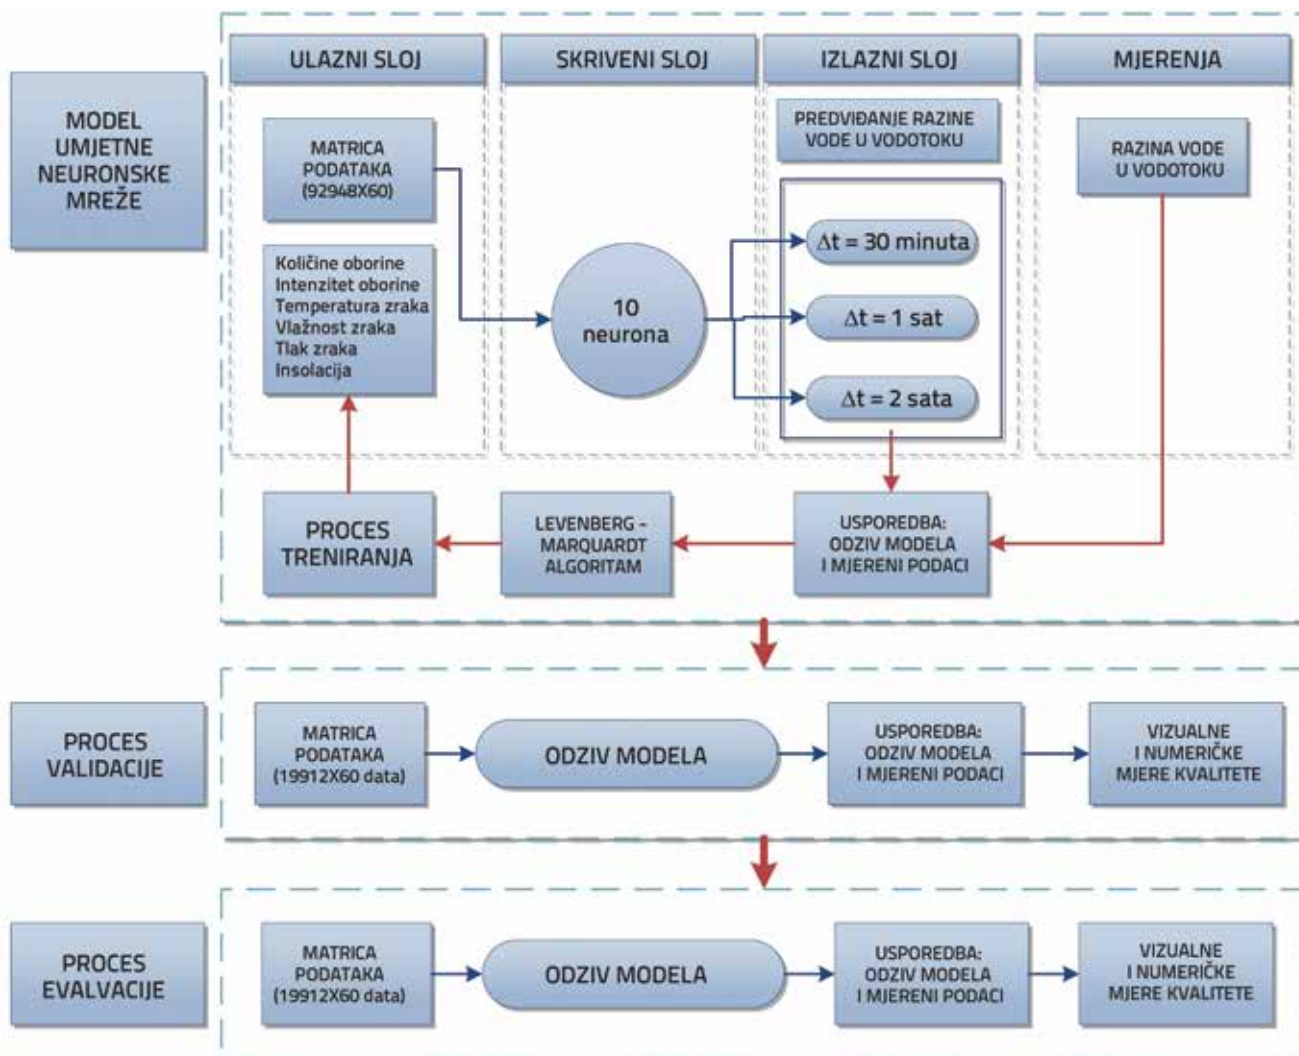 MODEL
UMJETNE
NEURONSKE
MREŽE
ULAZNI SLOJ
SKRIVENI SLOJ
IZLAZNI SLOJ
MJERENJA
MATRICA
PODATAKA
(92948X60)
Količine oborine
Intenzitet oborine
Temperatura zraka
Vlažnost zraka
Tlak zraka
Insolacija
10
neurona
PREDVIĐANJE RAZINE
VODE U VODOTOKU
Δt = 30 minuta
Δt = 1 sat
Δt = 2 sata
RAZINA VODE
U VODOTOKU
PROCES
TRENIRANJA
LEVENBERG -
MARQUARDT
ALGORITAM
USPOREDBA:
ODZIV MODELA
I MJERENI PODACI
PROCES
VALIDACIJE
MATRICA
PODATAKA
(19912X60 data)
ODZIV MODELA
USPOREDBA:
ODZIV MODELA
I MJERENI PODACI
VIZUALNE
I NUMERIČKE
MJERE KVALITETE
PROCES
EVALVACIJE
MATRICA
PODATAKA
(19912X60 data)
ODZIV MODELA
USPOREDBA:
ODZIV MODELA
I MJERENI PODACI
VIZUALNE
I NUMERIČKE
MJERE KVALITETE